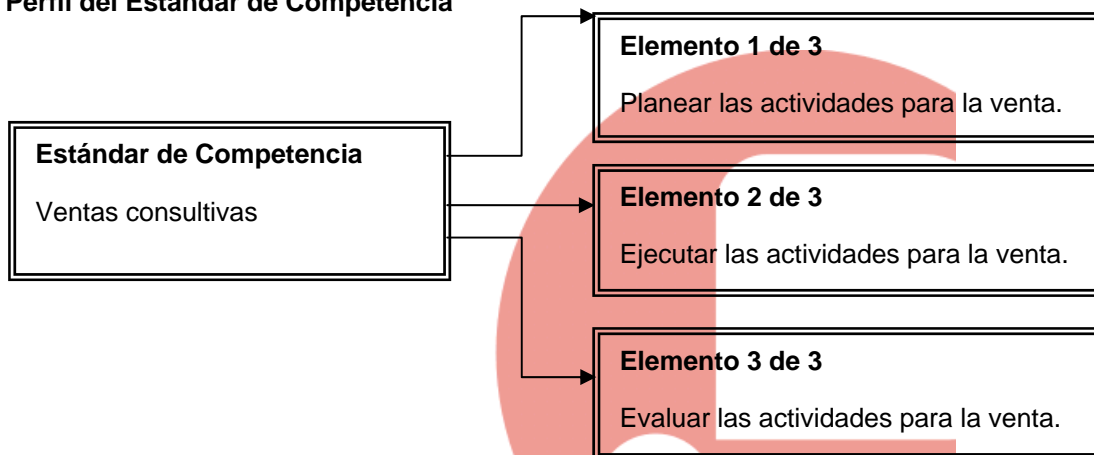 Perfil del Estándar de Competencia
Estándar de Competencia
Ventas consultivas
Elemento 1 de 3
Planear las actividades para la venta.
Elemento 2 de 3
Ejecutar las actividades para la venta.
Elemento 3 de 3
Evaluar las actividades para la venta.